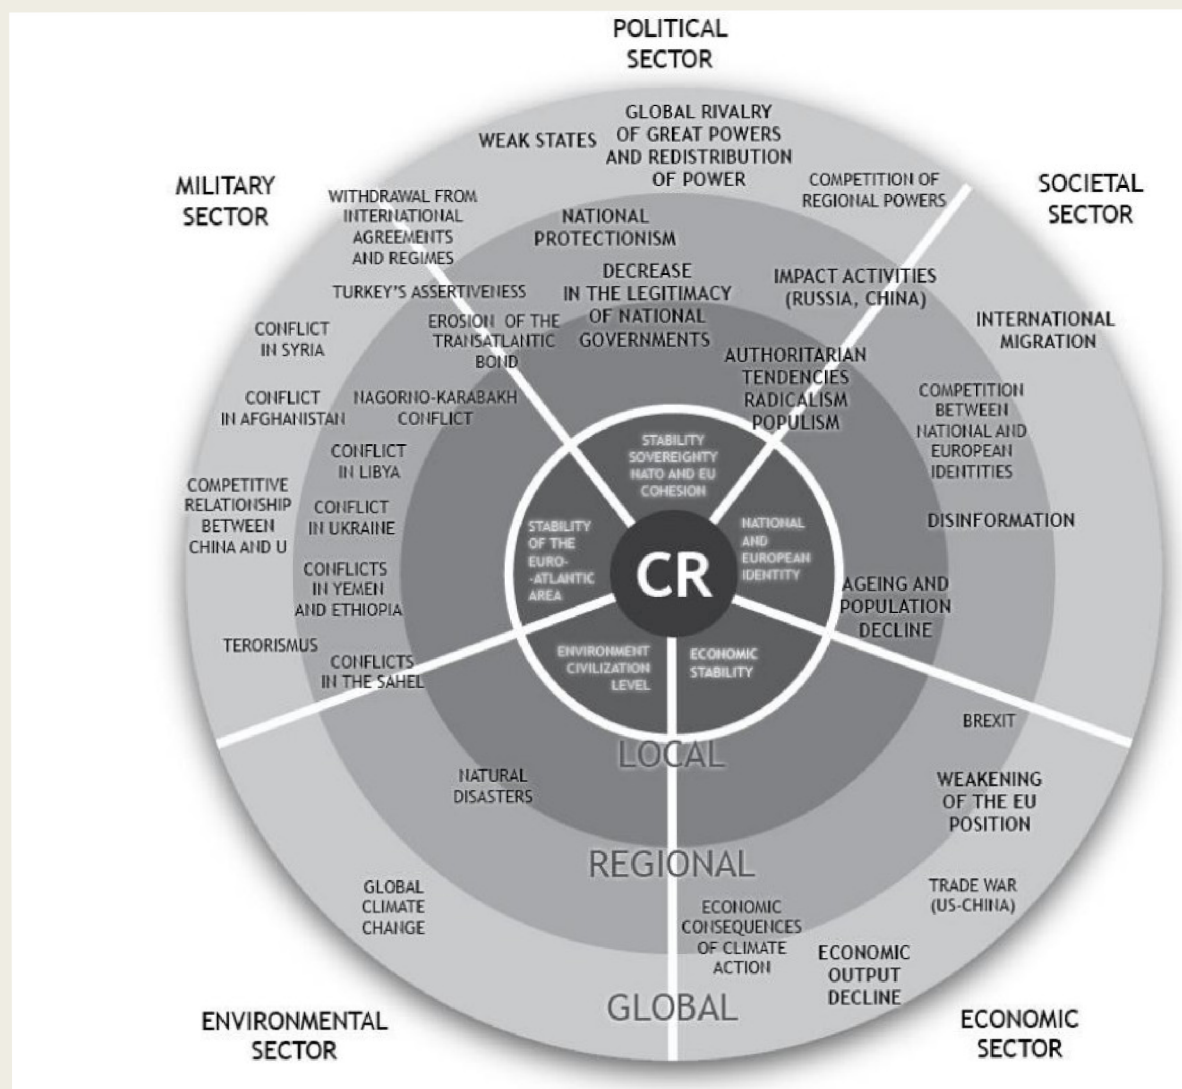 POLITICAL
SECTOR
MILITARY
SECTOR
SOCIETAL
SECTOR
WEAK STATES
GLOBAL RIVALRY
OF GREAT POWERS
AND REDISTRIBUTION
OF POWER
COMPETITION OF
REGIONAL POWERS
WITHDRAWAL FROM
INTERNATIONAL
AGREEMENTS
AND REGIMES
NATIONAL
PROTECTIONISM
TURKEY'S ASSERTIVENESS
DECREASE
IN THE LEGITIMACY
OF NATIONAL
GOVERNMENTS
IMPACT ACTIVITIES
(RUSSIA, CHINA)
EROSION OF THE
TRANSATLANTIC
BOND
AUTHORITARIAN
TENDENCIES
RADICALISM
POPULISM
INTERNATIONAL
MIGRATION
CONFLICT
IN SYRIA
CONFLICT
IN AFGHANISTAN
NAGORNO-KARABAKH
CONFLICT
COMPETITION
BETWEEN
NATIONAL AND
EUROPEAN
IDENTITIES
CONFLICT
IN LIBYA
COMPETITIVE
RELATIONSHIP
BETWEEN
CHINA AND U
CONFLICT
IN UKRAINE
DISINFORMATION
CONFLICTS
IN YEMEN
AND ETHIOPIA
AGEING AND
POPULATION
DECLINE
TERORISMUS
CONFLICTS
IN THE SAHEL
STABILITY
SOVEREIGNTY
NATO AND EU
COHESION
STABILITY
OF THE
EURO-
-ATLANTIC
AREA
NATIONAL
AND
EUROPEAN
IDENTITY
CR
ENVIRONMENT
CIVILIZATION
LEVEL
ECONOMIC
STABILITY
LOCAL
REGIONAL
GLOBAL
BREXIT
NATURAL
DISASTERS
WEAKENING
OF THE EU
POSITION
GLOBAL
CLIMATE
CHANGE
TRADE WAR
(US-CHINA)
ECONOMIC
CONSEQUENCES
OF CLIMATE
ACTION
ECONOMIC
OUTPUT
DECLINE
ENVIRONMENTAL
SECTOR
ECONOMIC
SECTOR